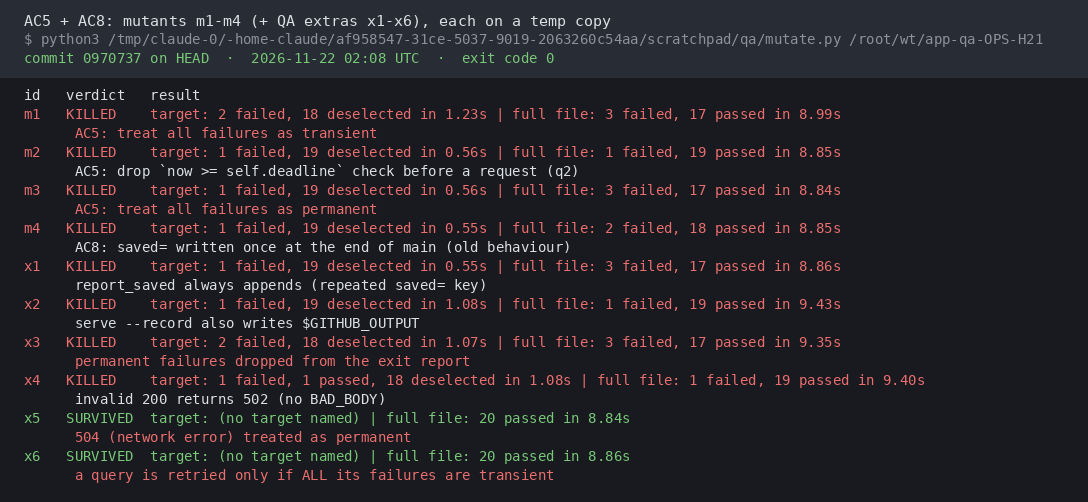 AC5 + AC8: mutants m1-m4 (+ QA extras x1-x6), each on a temp copy
$ python3 /tmp/claude-0/-home-claude/af958547-31ce-5037-9019-2063260c54aa/scratchpad/qa/mutate.py /root/wt/app-qa-OPS-H21
commit 0970737 on HEAD · 2026-11-22 02:08 UTC · exit code 0
id verdict result
m1 KILLED target: 2 failed, 18 deselected in 1.23s | full file: 3 failed, 17 passed in 8.99s
AC5: treat all failures as transient
m2 KILLED target: 1 failed, 19 deselected in 0.56s | full file: 1 failed, 19 passed in 8.85s
AC5: drop `now >= self.deadline` check before a request (q2)
m3 KILLED target: 1 failed, 19 deselected in 0.56s | full file: 3 failed, 17 passed in 8.84s
AC5: treat all failures as permanent
m4 KILLED target: 1 failed, 19 deselected in 0.55s | full file: 2 failed, 18 passed in 8.85s
AC8: saved= written once at the end of main (old behaviour)
x1 KILLED target: 1 failed, 19 deselected in 0.55s | full file: 3 failed, 17 passed in 8.86s
report_saved always appends (repeated saved= key)
x2 KILLED target: 1 failed, 19 deselected in 1.08s | full file: 1 failed, 19 passed in 9.43s
serve --record also writes $GITHUB_OUTPUT
x3 KILLED target: 2 failed, 18 deselected in 1.07s | full file: 3 failed, 17 passed in 9.35s
permanent failures dropped from the exit report
x4 KILLED target: 1 failed, 1 passed, 18 deselected in 1.08s | full file: 1 failed, 19 passed in 9.40s
invalid 200 returns 502 (no BAD_BODY)
x5 SURVIVED target: (no target named) | full file: 20 passed in 8.84s
504 (network error) treated as permanent
x6 SURVIVED target: (no target named) | full file: 20 passed in 8.86s
a query is retried only if ALL its failures are transient